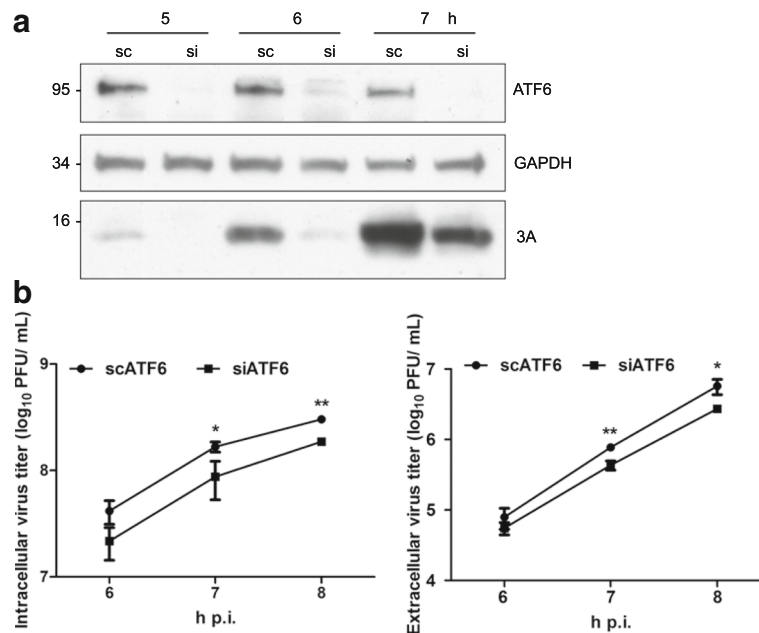 a
5 6 7 h
sc si sc si sc si
95 ATF6
34 GAPDH
16 3A
b
Intracellular virus titer (log10 PFU/ mL)
9
8
7
scATF6 siATF6
* **
6 7 8
h p.i.
Extracellular virus titer (log10 PFU/ mL)
7
6
5
4
scATF6 siATF6
** *
6 7 8
h p.i.